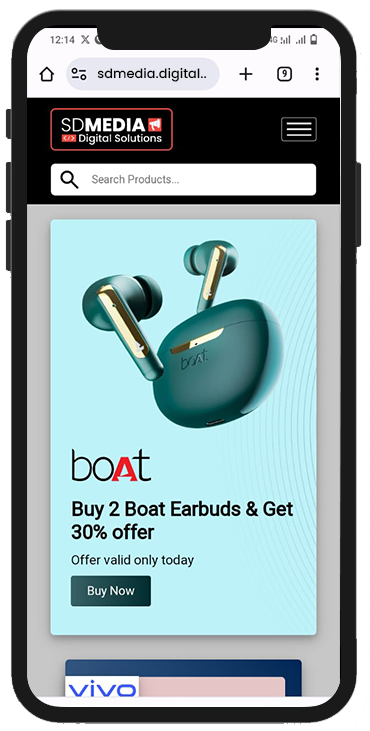 12:14
4G
sdmedia.digital..
9
SDMEDIA
</> Digital Solutions
Search Products...
boAt
boAt
Buy 2 Boat Earbuds & Get
30% offer
Offer valid only today
Buy Now
vivo